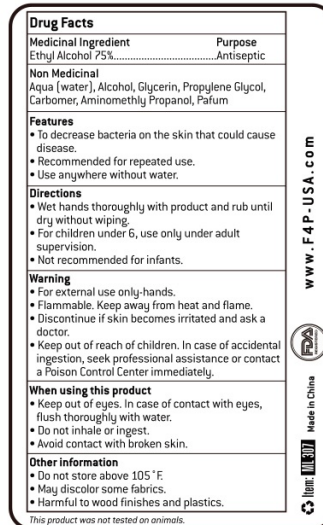 Drug Facts
Medicinal Ingredient Purpose
Ethyl Alcohol 75%....................................Antiseptic
Non Medicinal
Aqua (water), Alcohol, Glycerin, Propylene Glycol,
Carbomer, Aminomethly Propanol, Pafum
Features
• To decrease bacteria on the skin that could cause
disease.
• Recommended for repeated use.
• Use anywhere without water.
Directions
• Wet hands thoroughly with product and rub until
dry without wiping.
• For children under 6, use only under adult
supervision.
• Not recommended for infants.
Warning
• For external use only-hands.
• Flammable. Keep away from heat and flame.
• Discontinue if skin becomes irritated and ask a
doctor.
• Keep out of reach of children. In case of accidental
ingestion, seek professional assistance or contact
a Poison Control Center immediately.
When using this product
• Keep out of eyes. In case of contact with eyes,
flush thoroughly with water.
• Do not inhale or ingest.
• Avoid contact with broken skin.
Other information
• Do not store above 105˚F.
• May discolor some fabrics.
• Harmful to wood finishes and plastics.
This product was not tested on animals.
www.F4P-USA.com
FDA
Item: ML307 Made in China